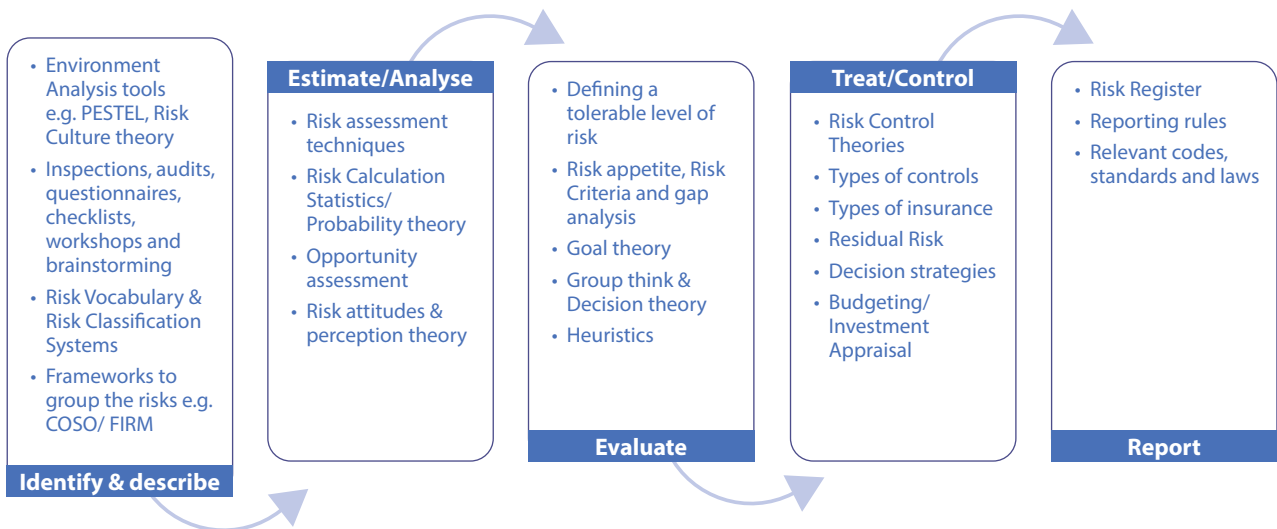 • Environment
Analysis tools
e.g. PESTEL, Risk
Culture theory
• Inspections, audits,
questionnaires,
checklists,
workshops and
brainstorming
• Risk Vocabulary &
Risk Classification
Systems
• Frameworks to
group the risks e.g.
COSO/ FIRM
Identify & describe
Estimate/Analyse
• Risk assessment
techniques
• Risk Calculation
Statistics/
Probability theory
• Opportunity
assessment
• Risk attitudes &
perception theory
• Defining a
tolerable level of
risk
• Risk appetite, Risk
Criteria and gap
analysis
• Goal theory
• Group think &
Decision theory
• Heuristics
Evaluate
Treat/Control
• Risk Control
Theories
• Types of controls
• Types of insurance
• Residual Risk
• Decision strategies
• Budgeting/
Investment
Appraisal
• Risk Register
• Reporting rules
• Relevant codes,
standards and laws
Report